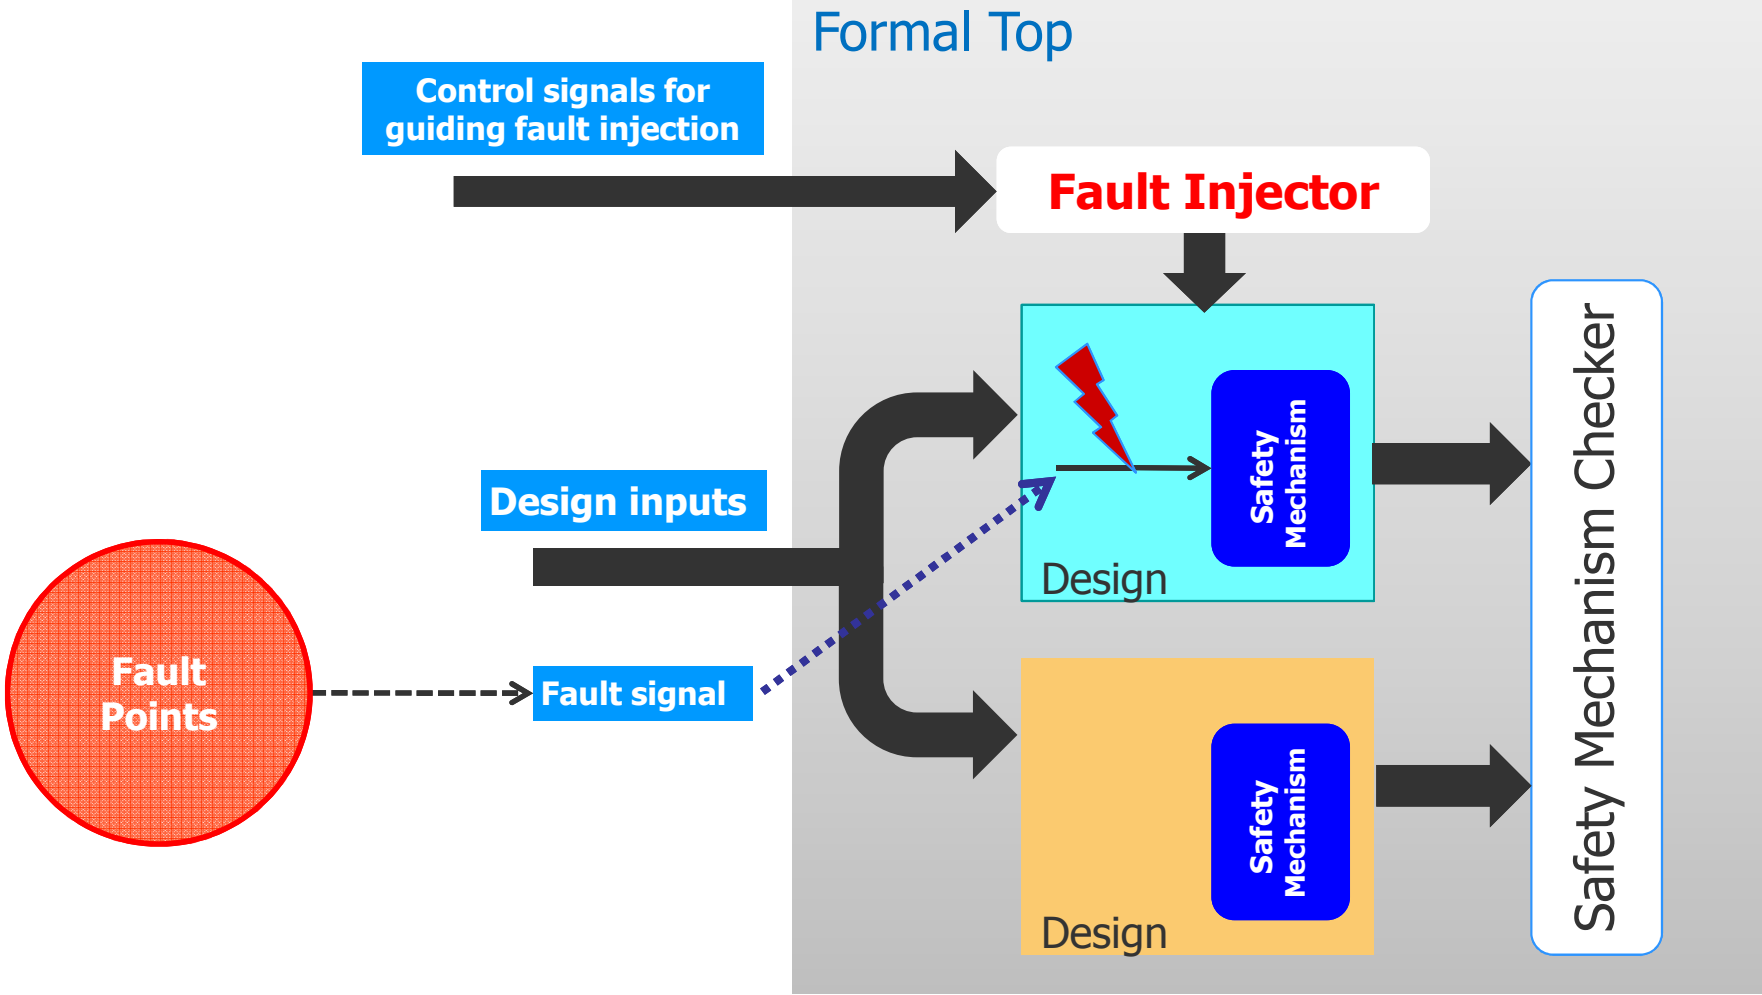 Formal Top
Control signals for
guiding fault injection
Fault Injector
Design inputs
Safety
Mechanism
Design
Fault
Points
Fault signal
Safety
Mechanism
Design
Safety Mechanism Checker